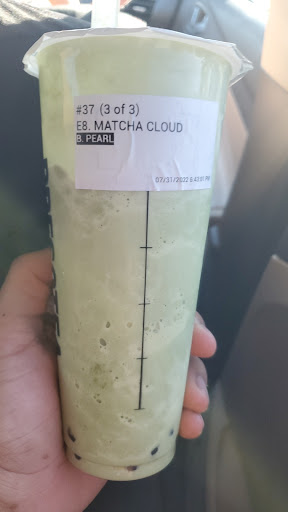 #37 (3 of 3)
E8. MATCHA CLOUD
B. PEARL
07/31/2022